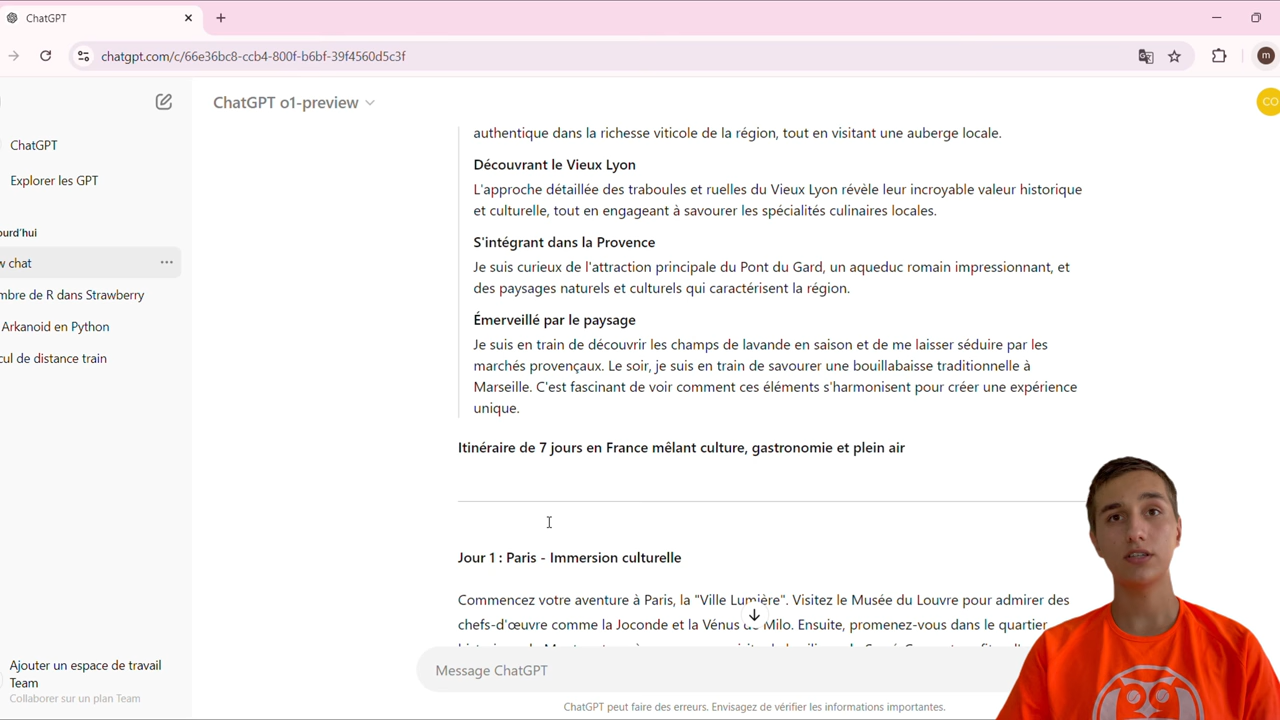 ChatGPT
chatgpt.com/c/66e36bc8-ccb4-800f-b6bf-39f4560d5c3f
m
ChatGPT o1-preview
CO
ChatGPT
Explorer les GPT
ourd'hui
w chat
mbre de R dans Strawberry
Arkanoid en Python
cul de distance train
Ajouter un espace de travail
Team
Collaborer sur un plan Team
authentique dans la richesse viticole de la région, tout en visitant une auberge locale.
Découvrant le Vieux Lyon
L'approche détaillée des traboules et ruelles du Vieux Lyon révèle leur incroyable valeur historique
et culturelle, tout en engageant à savourer les spécialités culinaires locales.
S'intégrant dans la Provence
Je suis curieux de l'attraction principale du Pont du Gard, un aqueduc romain impressionnant, et
des paysages naturels et culturels qui caractérisent la région.
Émerveillé par le paysage
Je suis en train de découvrir les champs de lavande en saison et de me laisser séduire par les
marchés provençaux. Le soir, je suis en train de savourer une bouillabaisse traditionnelle à
Marseille. C'est fascinant de voir comment ces éléments s'harmonisent pour créer une expérience
unique.
Itinéraire de 7 jours en France mêlant culture, gastronomie et plein air
Jour 1 : Paris - Immersion culturelle
Commencez votre aventure à Paris, la "Ville Lumière". Visitez le Musée du Louvre pour admirer des
chefs-d'œuvre comme la Joconde et la Vénus de Milo. Ensuite, promenez-vous dans le quartier
Message ChatGPT
ChatGPT peut faire des erreurs. Envisagez de vérifier les informations importantes.